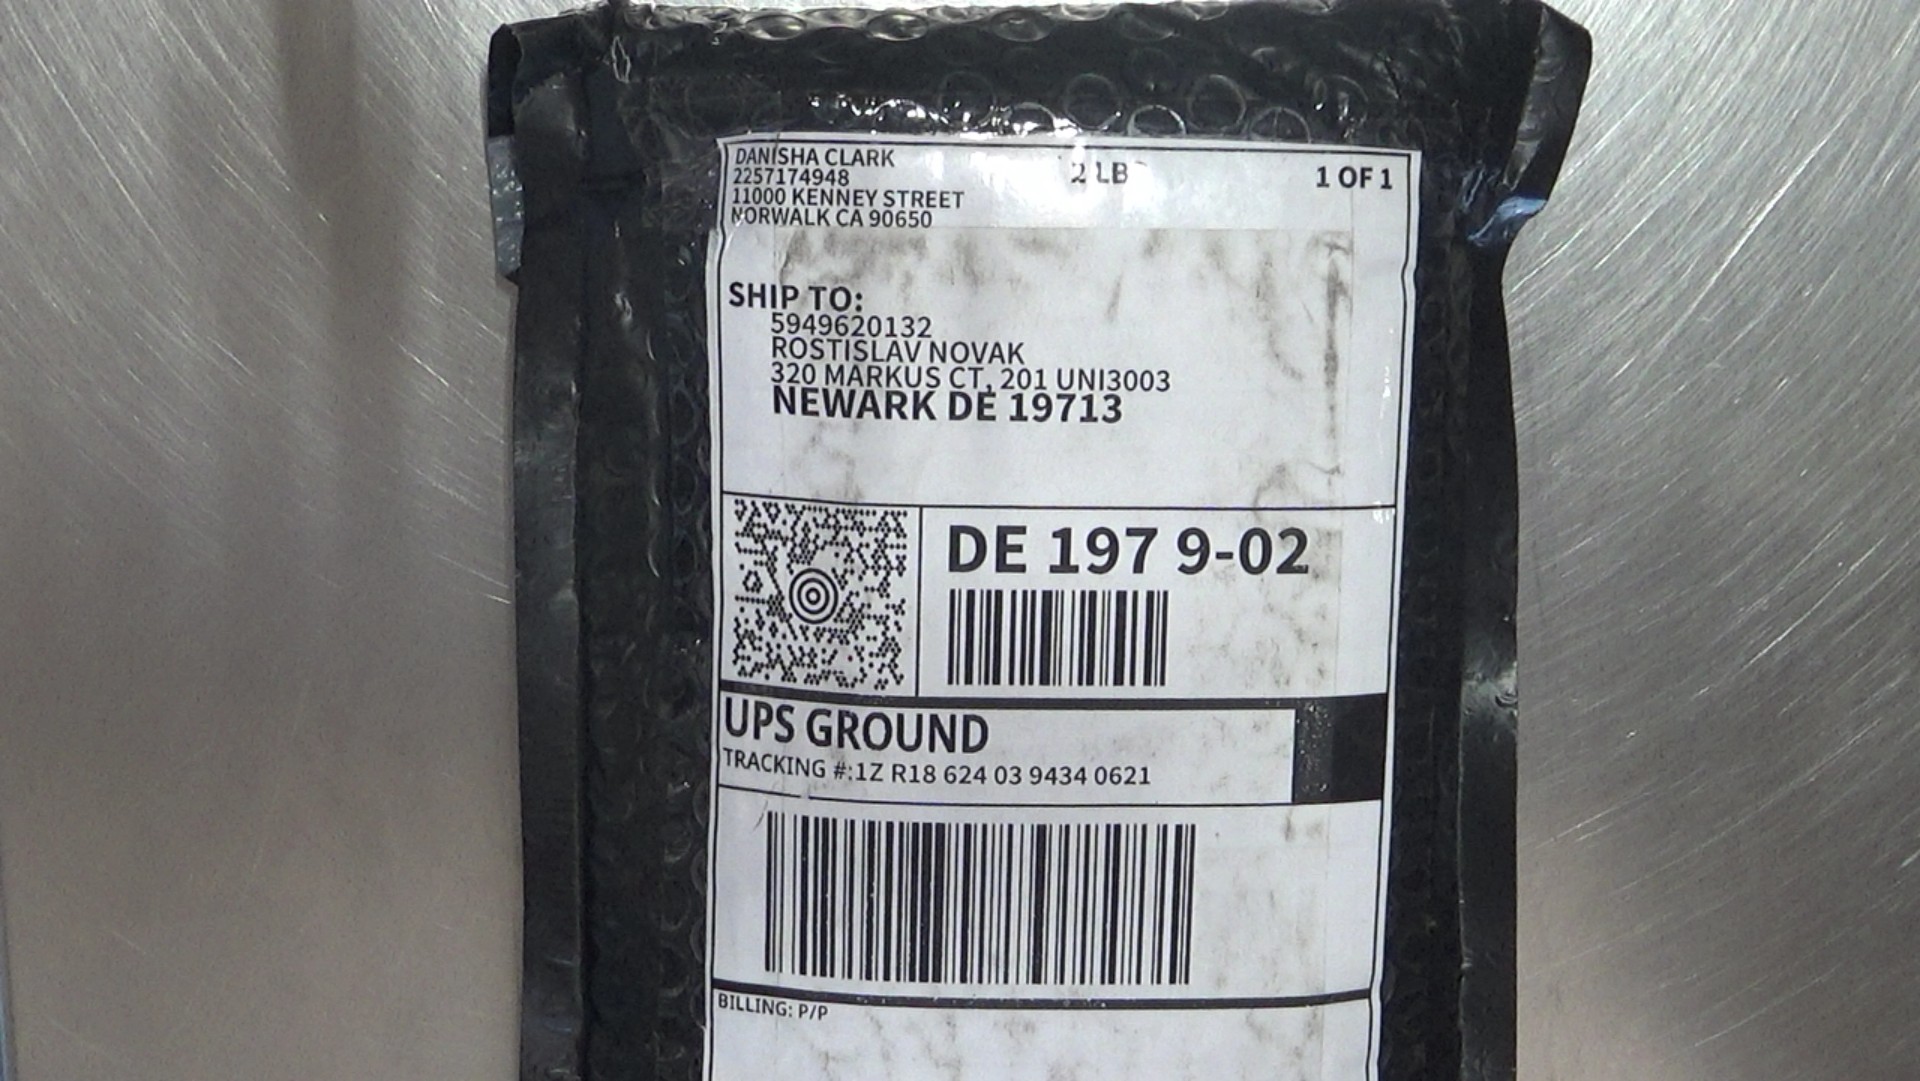 DANISHA CLARK
2257174948
11000 KENNEY STREET
NORWALK CA 90650
2 LB
1 OF 1
SHIP TO:
5949620132
ROSTISLAV NOVAK
320 MARKUS CT, 201 UNI3003
NEWARK DE 19713
DE 197 9-02
UPS GROUND
TRACKING #:1Z R18 624 03 9434 0621
BILLING: P/P